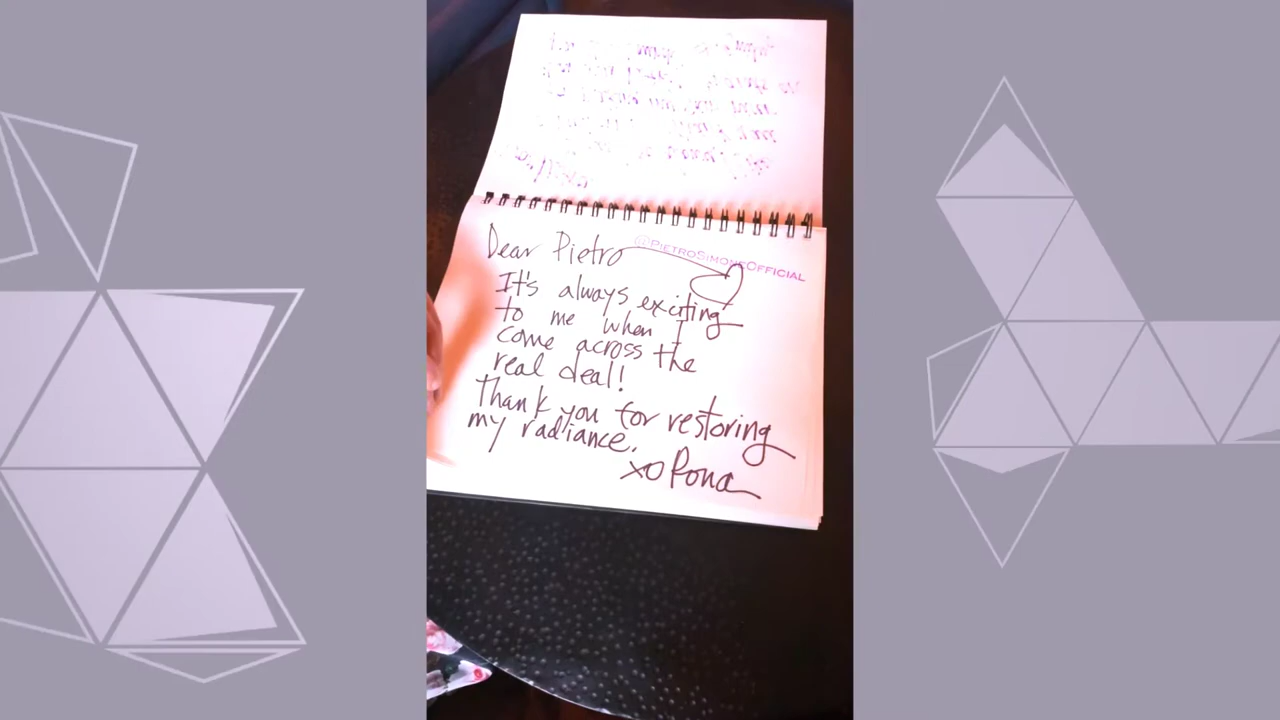 Dear Pietro
@PietroSimoneOfficial
It's always exciting
to me when I
come across the
real deal!
Thank you for restoring
my radiance.
xo Rona